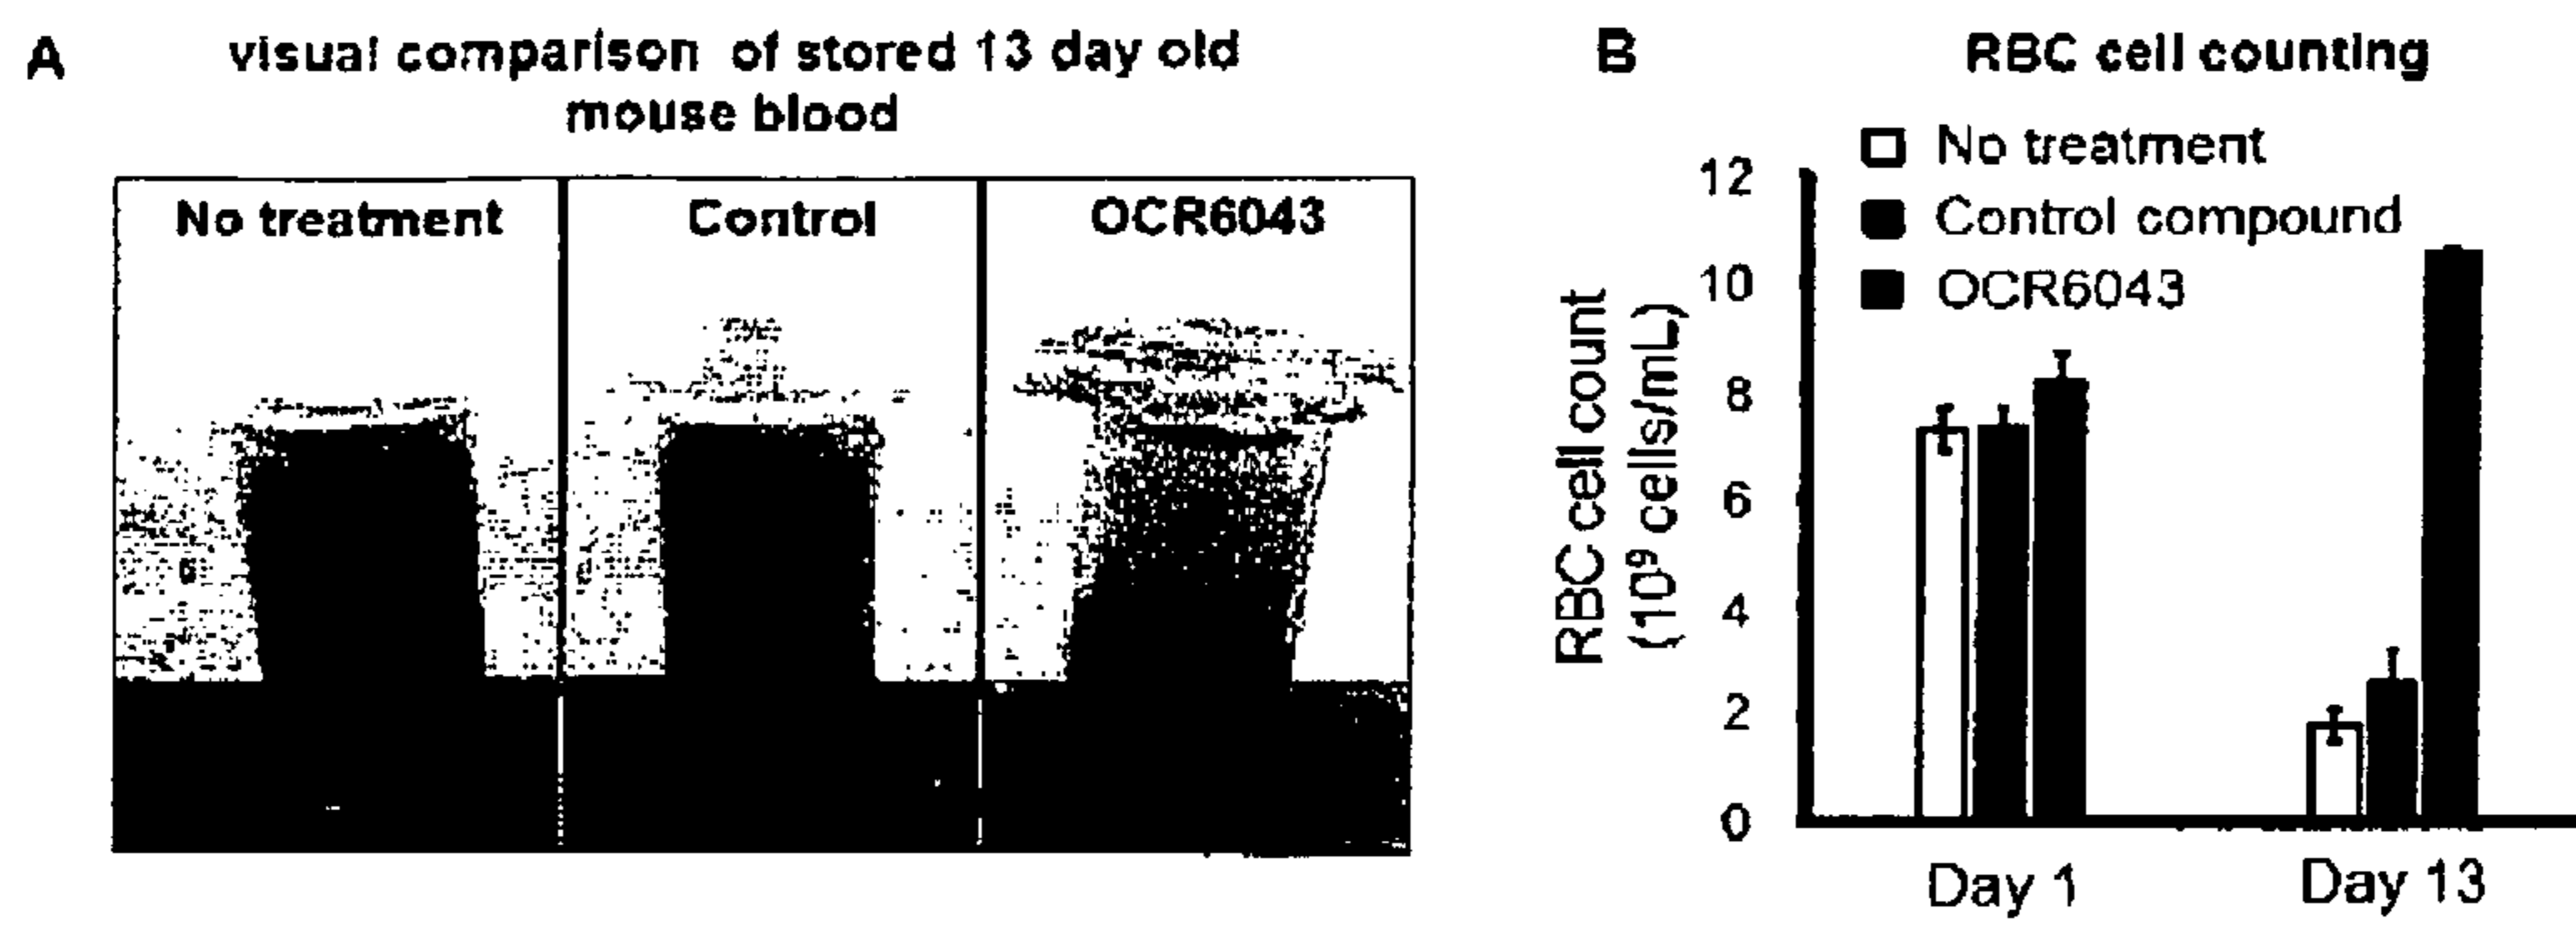 A
visual comparison of stored 13 day old
mouse blood
No treatment
Control
OCR6043
B
RBC cell counting
No treatment
Control compound
OCR6043
RBC cell count
(10⁹ cells/mL)
12
10
8
6
4
2
0
Day 1
Day 13